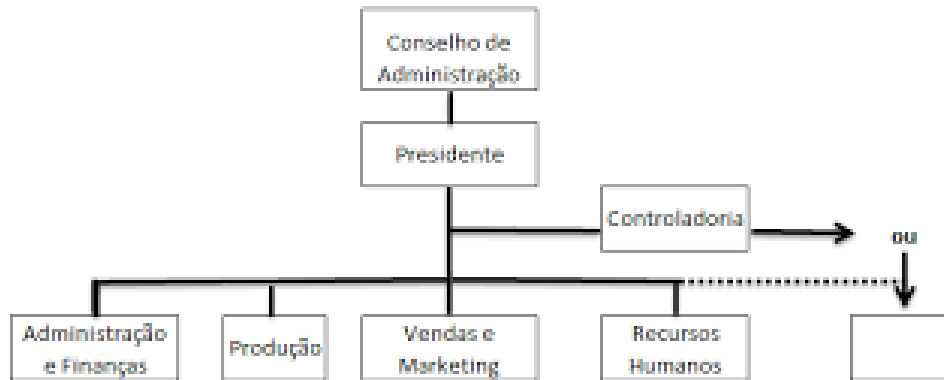 Conselho de
Administração
Presidente
Controladoria
ou
Administração
e Finanças
Produção
Vendas e
Marketing
Recursos
Humanos